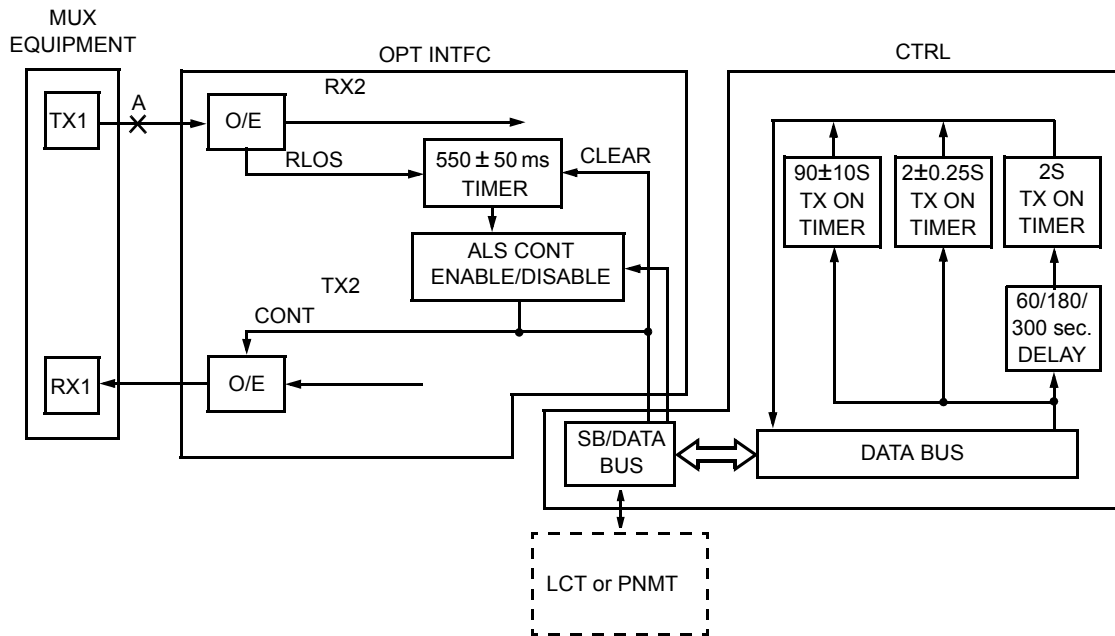 MUX
EQUIPMENT
OPT INTFC
CTRL
TX1
A
O/E
RX2
RLOS
550 ± 50 ms
TIMER
CLEAR
ALS CONT
ENABLE/DISABLE
TX2
CONT
RX1
O/E
90±10S
TX ON
TIMER
2±0.25S
TX ON
TIMER
2S
TX ON
TIMER
60/180/
300 sec.
DELAY
SB/DATA
BUS
DATA BUS
LCT or PNMT